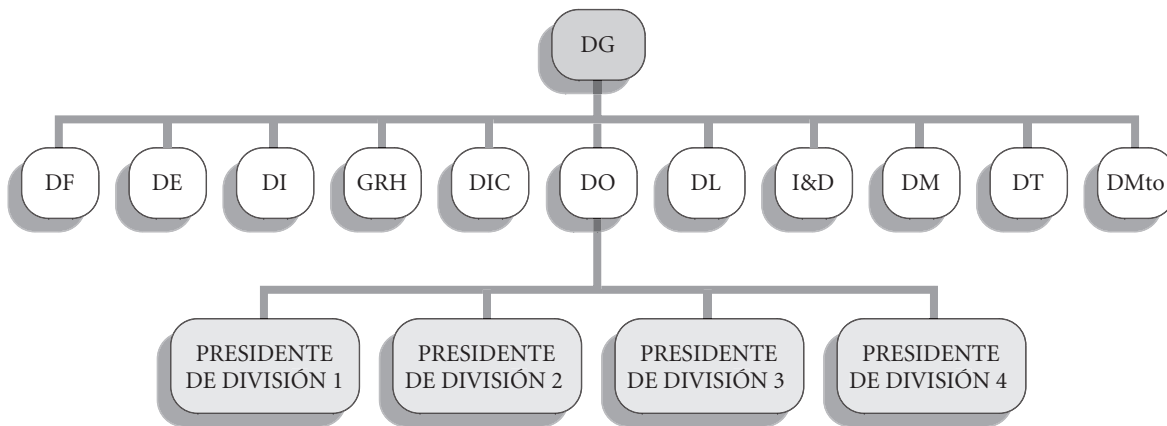 DG
DF
DE
DI
GRH
DIC
DO
DL
I&D
DM
DT
DMto
PRESIDENTE
DE DIVISIÓN 1
PRESIDENTE
DE DIVISIÓN 2
PRESIDENTE
DE DIVISIÓN 3
PRESIDENTE
DE DIVISIÓN 4